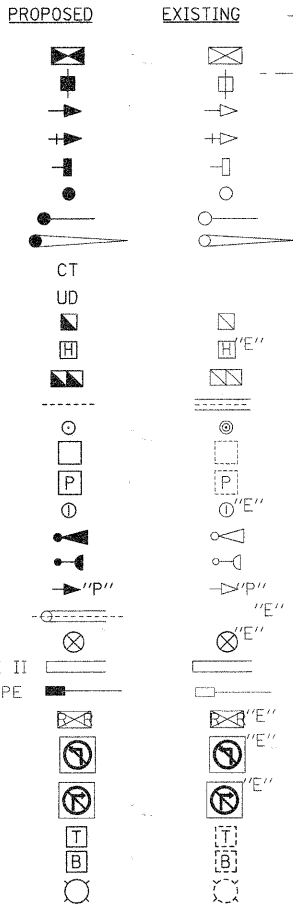 PROPOSED EXISTING
CT
UD
H H "E"
P P
"E"
"P" "P"
"E"
"E"
II
PE
R R "E"
"E"
"E"
T T
B B